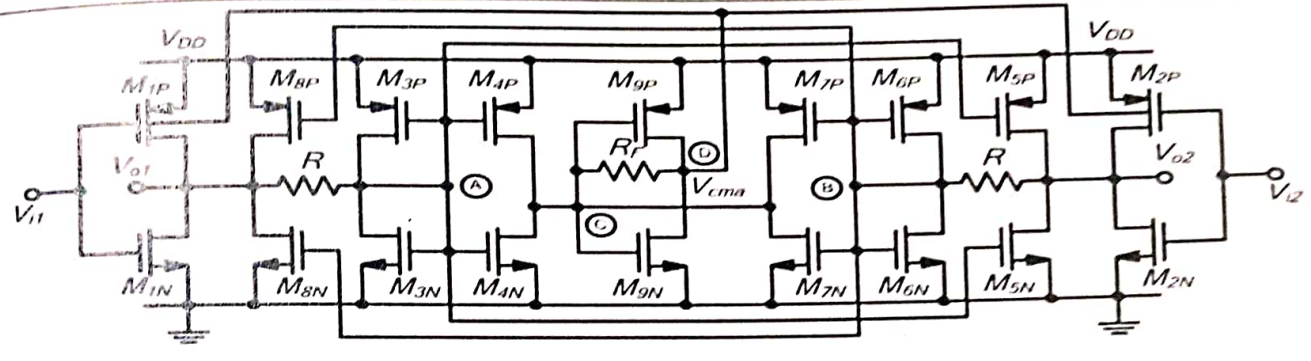 V_DD V_DD
M_1P M_8P M_3P M_4P M_9P M_7P M_6P M_5P M_2P
V_o1 R R_r D R V_o2
A V_cma B
V_i1 V_i2
C
M_1N M_8N M_3N M_4N M_9N M_7N M_6N M_5N M_2N